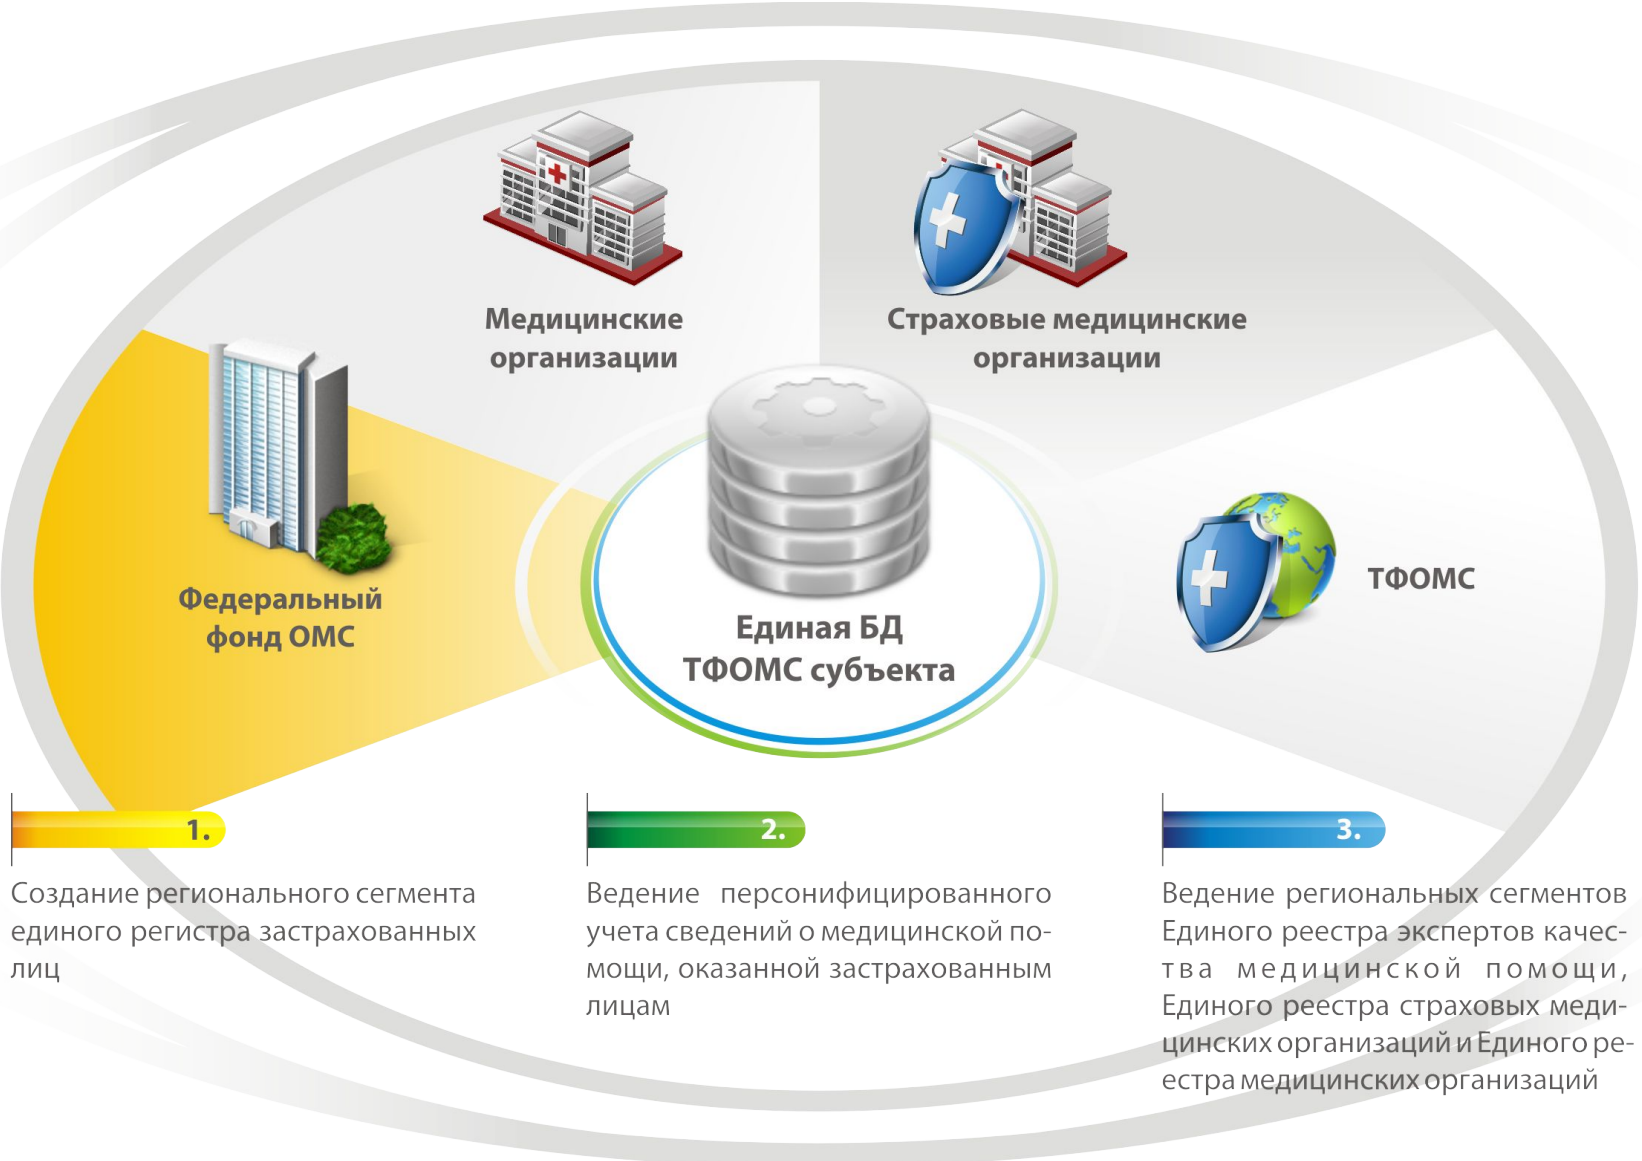 Медицинские
организации
Страховые медицинские
организации
Федеральный
фонд ОМС
Единая БД
ТФОМС субъекта
ТФОМС
1.
Создание регионального сегмента
единого регистра застрахованных
лиц
2.
Ведение персонифицированного
учета сведений о медицинской по-
мощи, оказанной застрахованным
лицам
3.
Ведение региональных сегментов
Единого реестра экспертов качес-
тва медицинской помощи,
Единого реестра страховых меди-
цинских организаций и Единого ре-
естра медицинских организаций